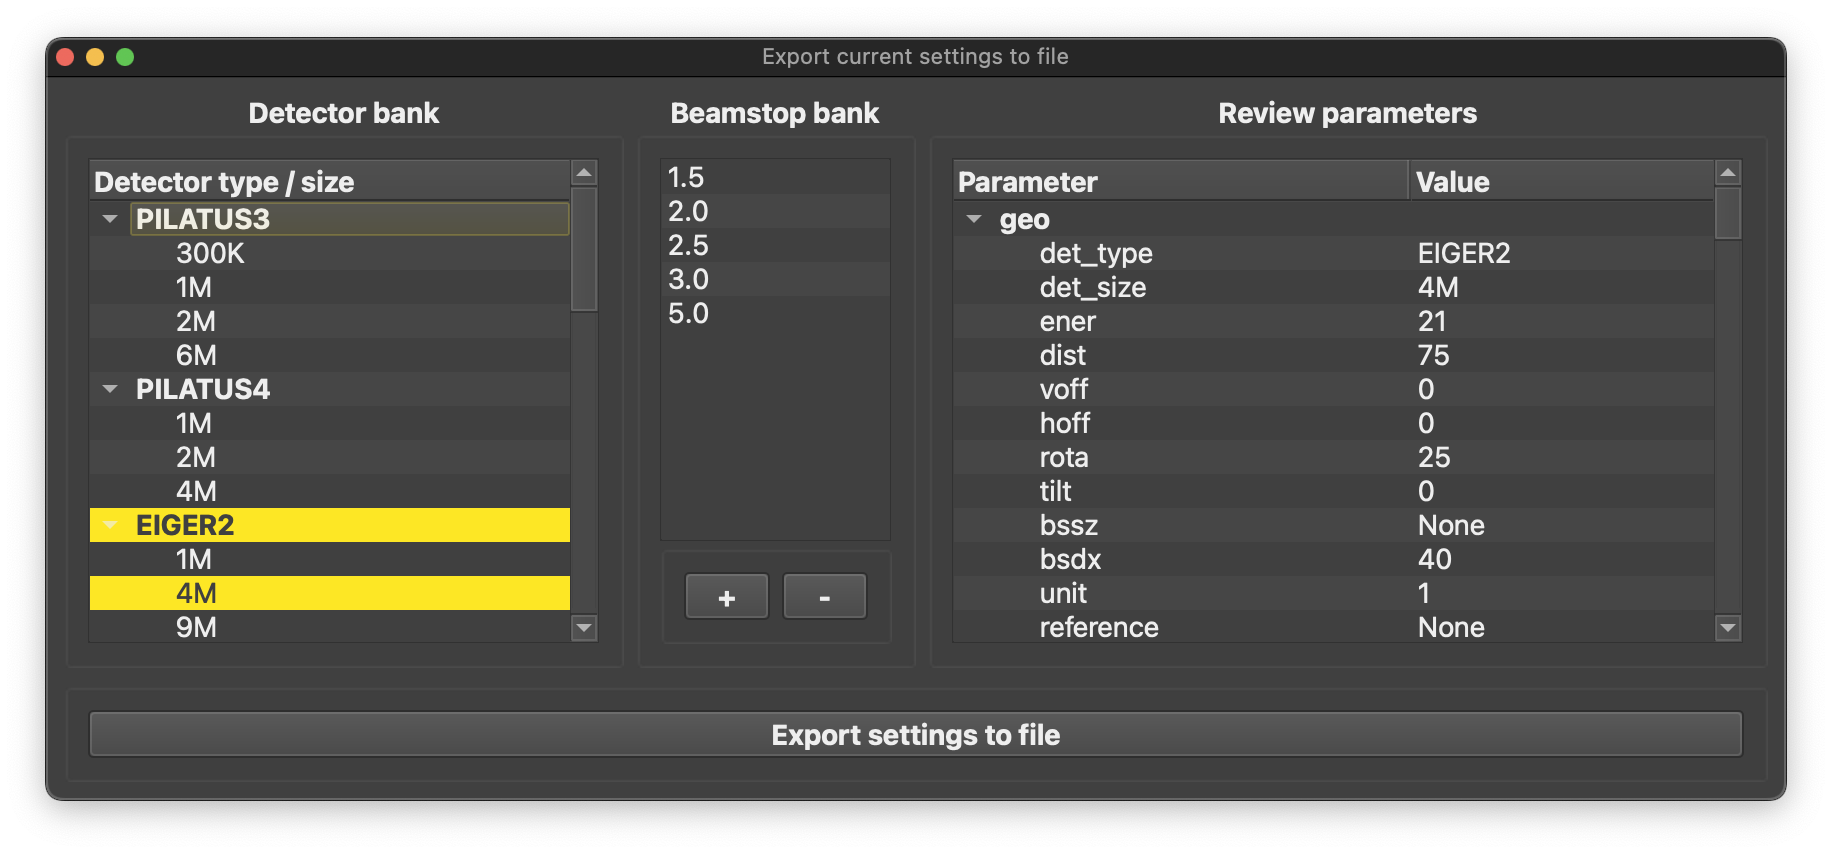 Export current settings to file
Detector bank
Detector type / size
PILATUS3
300K
1M
2M
6M
PILATUS4
1M
2M
4M
EIGER2
1M
4M
9M
Beamstop bank
1.5
2.0
2.5
3.0
5.0
+
-
Review parameters
Parameter Value
geo
det_type EIGER2
det_size 4M
ener 21
dist 75
voff 0
hoff 0
rota 25
tilt 0
bssz None
bsdx 40
unit 1
reference None
Export settings to file